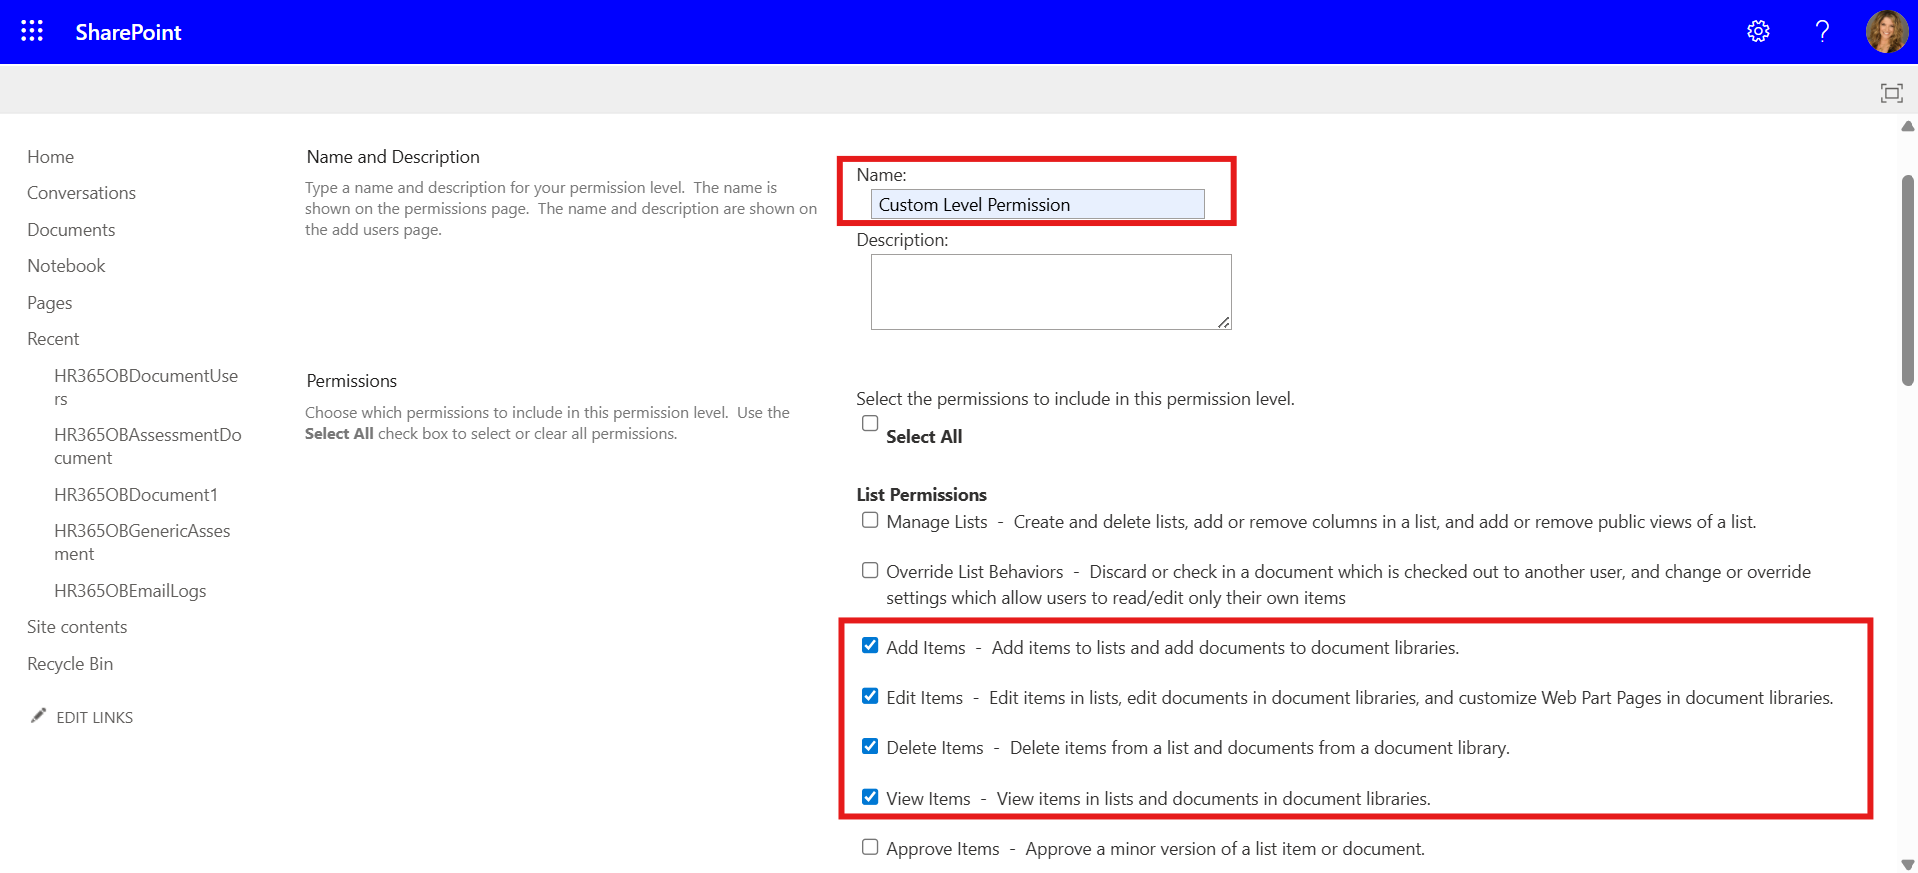 SharePoint
?
Home
Conversations
Documents
Notebook
Pages
Recent
HR365OBDocumentUse
rs
HR365OBAssessmentDo
cument
HR365OBDocument1
HR365OBGenericAsses
ment
HR365OBEmailLogs
Site contents
Recycle Bin
EDIT LINKS
Name and Description
Type a name and description for your permission level. The name is
shown on the permissions page. The name and description are shown on
the add users page.
Name:
Custom Level Permission
Description:
Permissions
Choose which permissions to include in this permission level. Use the
Select All check box to select or clear all permissions.
Select the permissions to include in this permission level.
Select All
List Permissions
Manage Lists - Create and delete lists, add or remove columns in a list, and add or remove public views of a list.
Override List Behaviors - Discard or check in a document which is checked out to another user, and change or override
settings which allow users to read/edit only their own items
Add Items - Add items to lists and add documents to document libraries.
Edit Items - Edit items in lists, edit documents in document libraries, and customize Web Part Pages in document libraries.
Delete Items - Delete items from a list and documents from a document library.
View Items - View items in lists and documents in document libraries.
Approve Items - Approve a minor version of a list item or document.